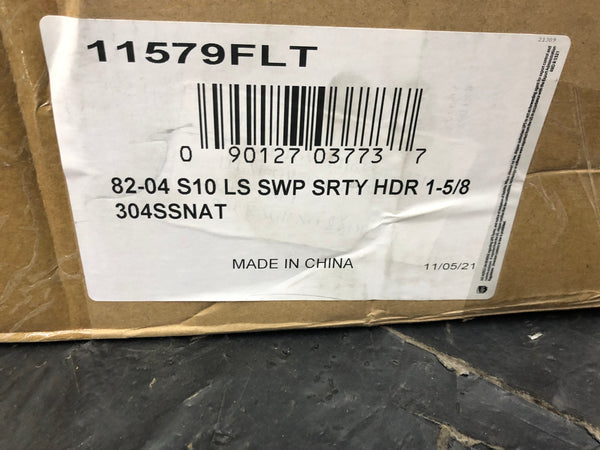 21309
11579FLT
0 90127 03773 7
82-04 S10 LS SWP SRTY HDR 1-5/8
304SSNAT
MADE IN CHINA
11/05/21